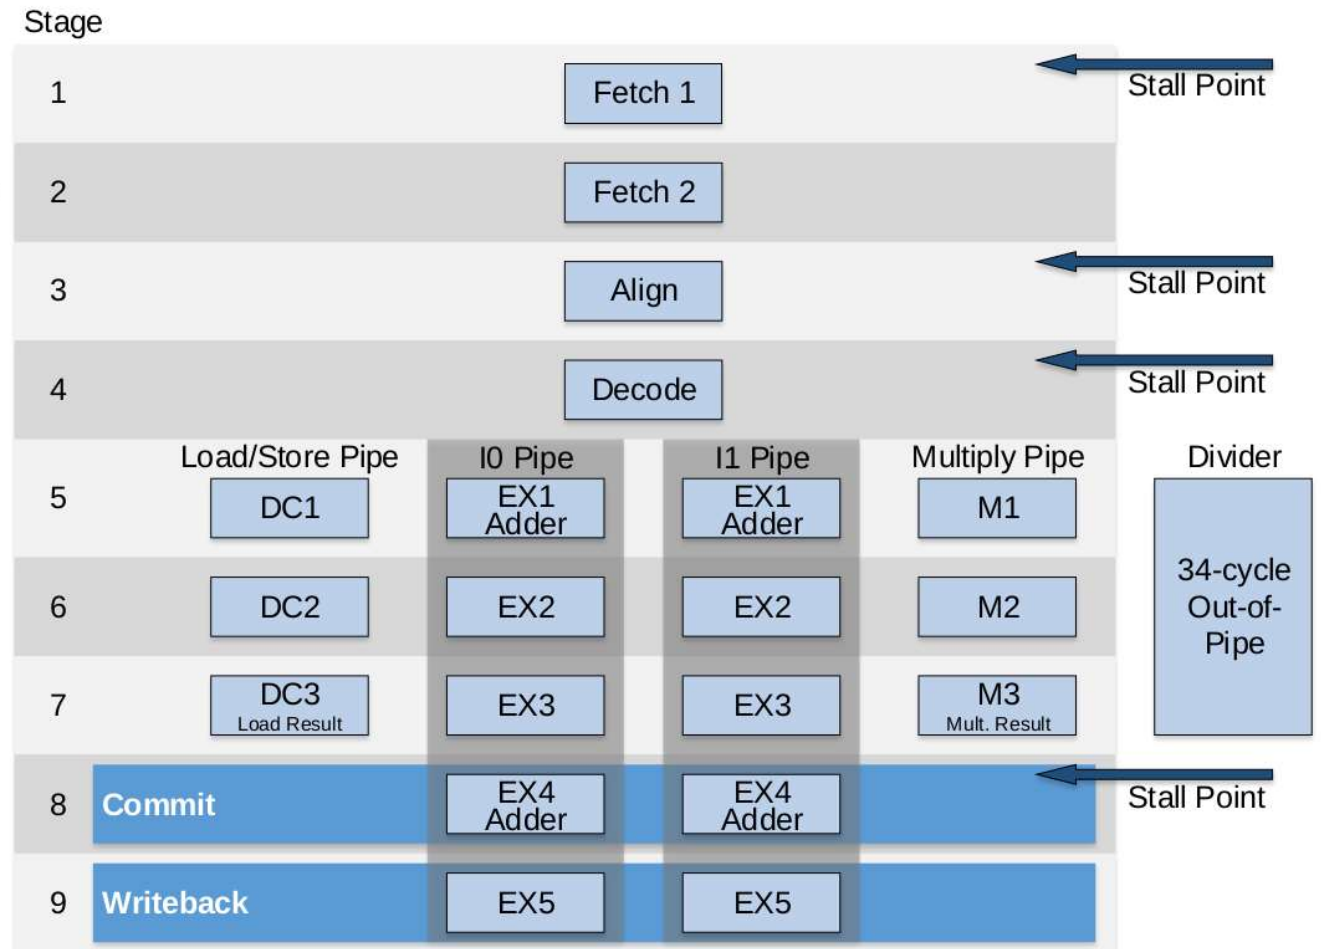 Stage
1
Fetch 1
Stall Point
2
Fetch 2
3
Align
Stall Point
4
Decode
Stall Point
Load/Store Pipe
I0 Pipe
I1 Pipe
Multiply Pipe
Divider
5
DC1
EX1
Adder
EX1
Adder
M1
34-cycle
Out-of-
Pipe
6
DC2
EX2
EX2
M2
7
DC3
Load Result
EX3
EX3
M3
Mult. Result
8
Commit
EX4
Adder
EX4
Adder
Stall Point
9
Writeback
EX5
EX5